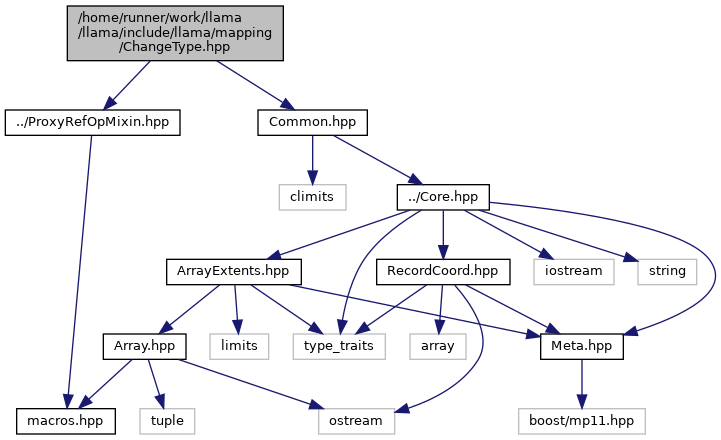 /home/runner/work/llama
/llama/include/llama/mapping
/ChangeType.hpp
../ProxyRefOpMixin.hpp
Common.hpp
climits
../Core.hpp
ArrayExtents.hpp
RecordCoord.hpp
iostream
string
Array.hpp
limits
type_traits
array
Meta.hpp
macros.hpp
tuple
ostream
boost/mp11.hpp